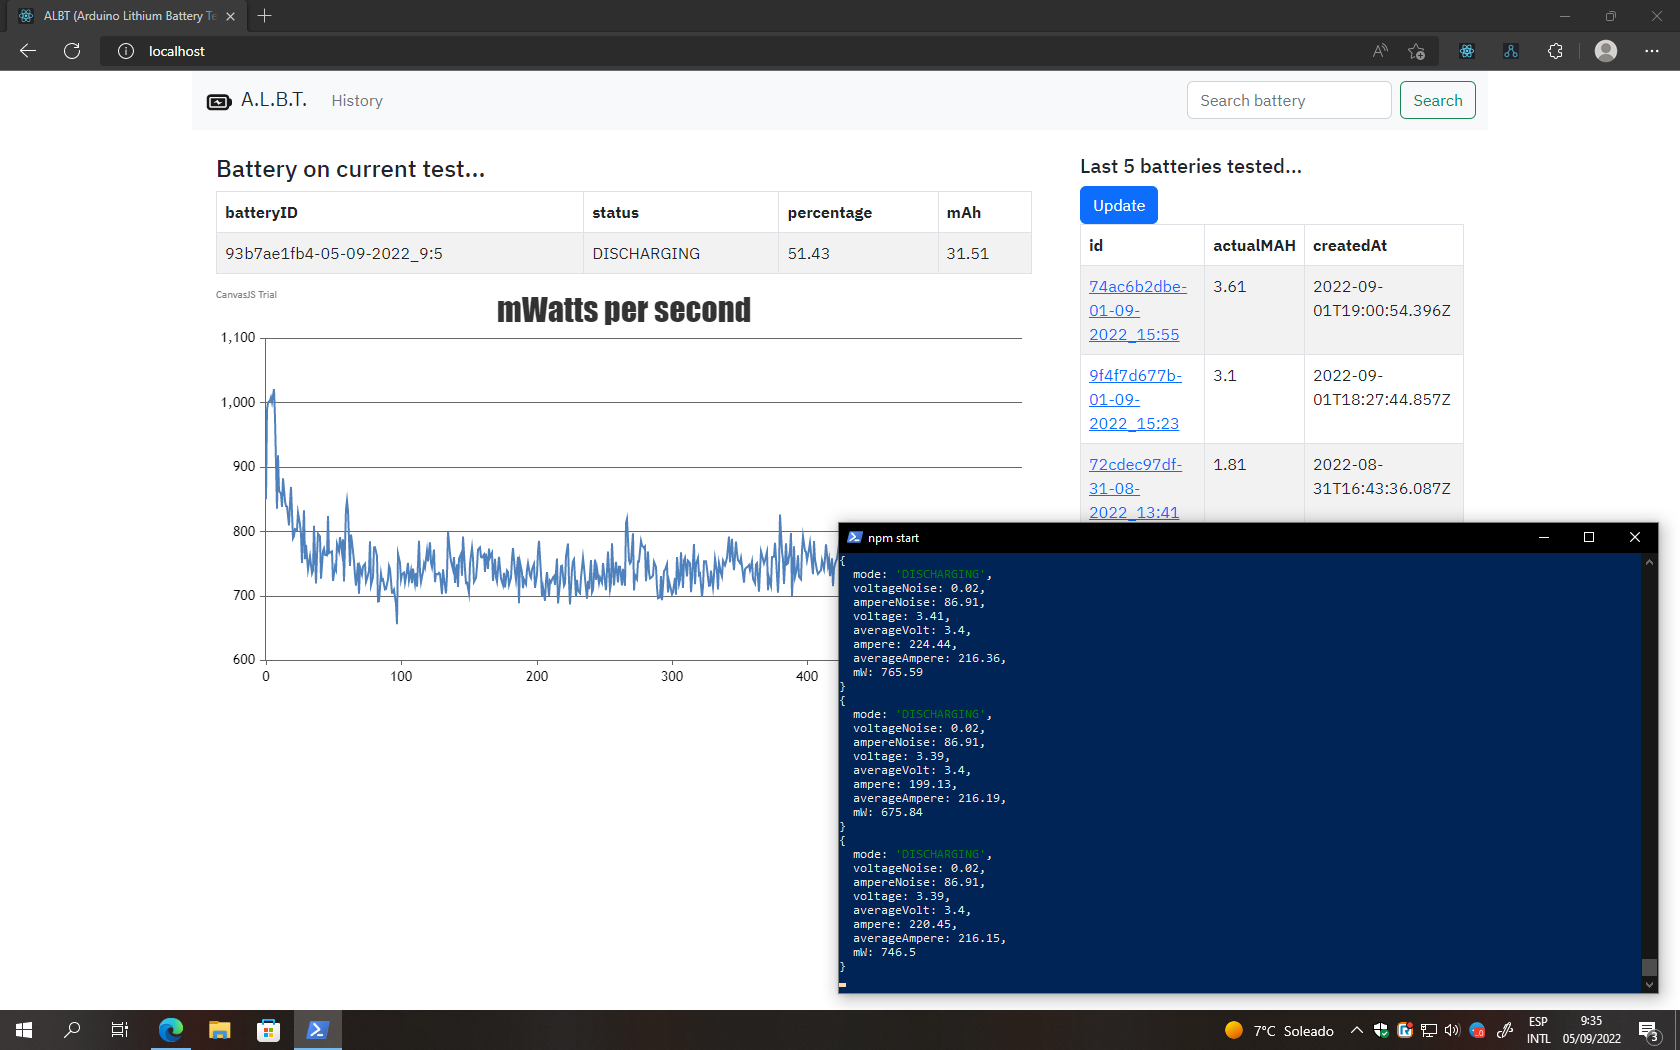 ALBT (Arduino Lithium Battery Te
localhost
A.L.B.T. History Search battery Search
Battery on current test...
batteryID status percentage mAh
93b7ae1fb4-05-09-2022_9:5 DISCHARGING 51.43 31.51
CanvasJS Trial
mWatts per second
1,100
1,000
900
800
700
600
0 100 200 300 400
Last 5 batteries tested...
Update
id actualMAH createdAt
74ac6b2dbe- 3.61 2022-09-
01-09- 01T19:00:54.396Z
2022_15:55
9f4f7d677b- 3.1 2022-09-
01-09- 01T18:27:44.857Z
2022_15:23
72cdec97df- 1.81 2022-08-
31-08- 31T16:43:36.087Z
2022_13:41
npm start
{
mode: 'DISCHARGING',
voltageNoise: 0.02,
ampereNoise: 86.91,
voltage: 3.41,
averageVolt: 3.4,
ampere: 224.44,
averageAmpere: 216.36,
mW: 765.59
}
{
mode: 'DISCHARGING',
voltageNoise: 0.02,
ampereNoise: 86.91,
voltage: 3.39,
averageVolt: 3.4,
ampere: 199.13,
averageAmpere: 216.19,
mW: 675.84
}
{
mode: 'DISCHARGING',
voltageNoise: 0.02,
ampereNoise: 86.91,
voltage: 3.39,
averageVolt: 3.4,
ampere: 220.45,
averageAmpere: 216.15,
mW: 746.5
}
7°C Soleado
ESP
INTL
9:35
05/09/2022
3